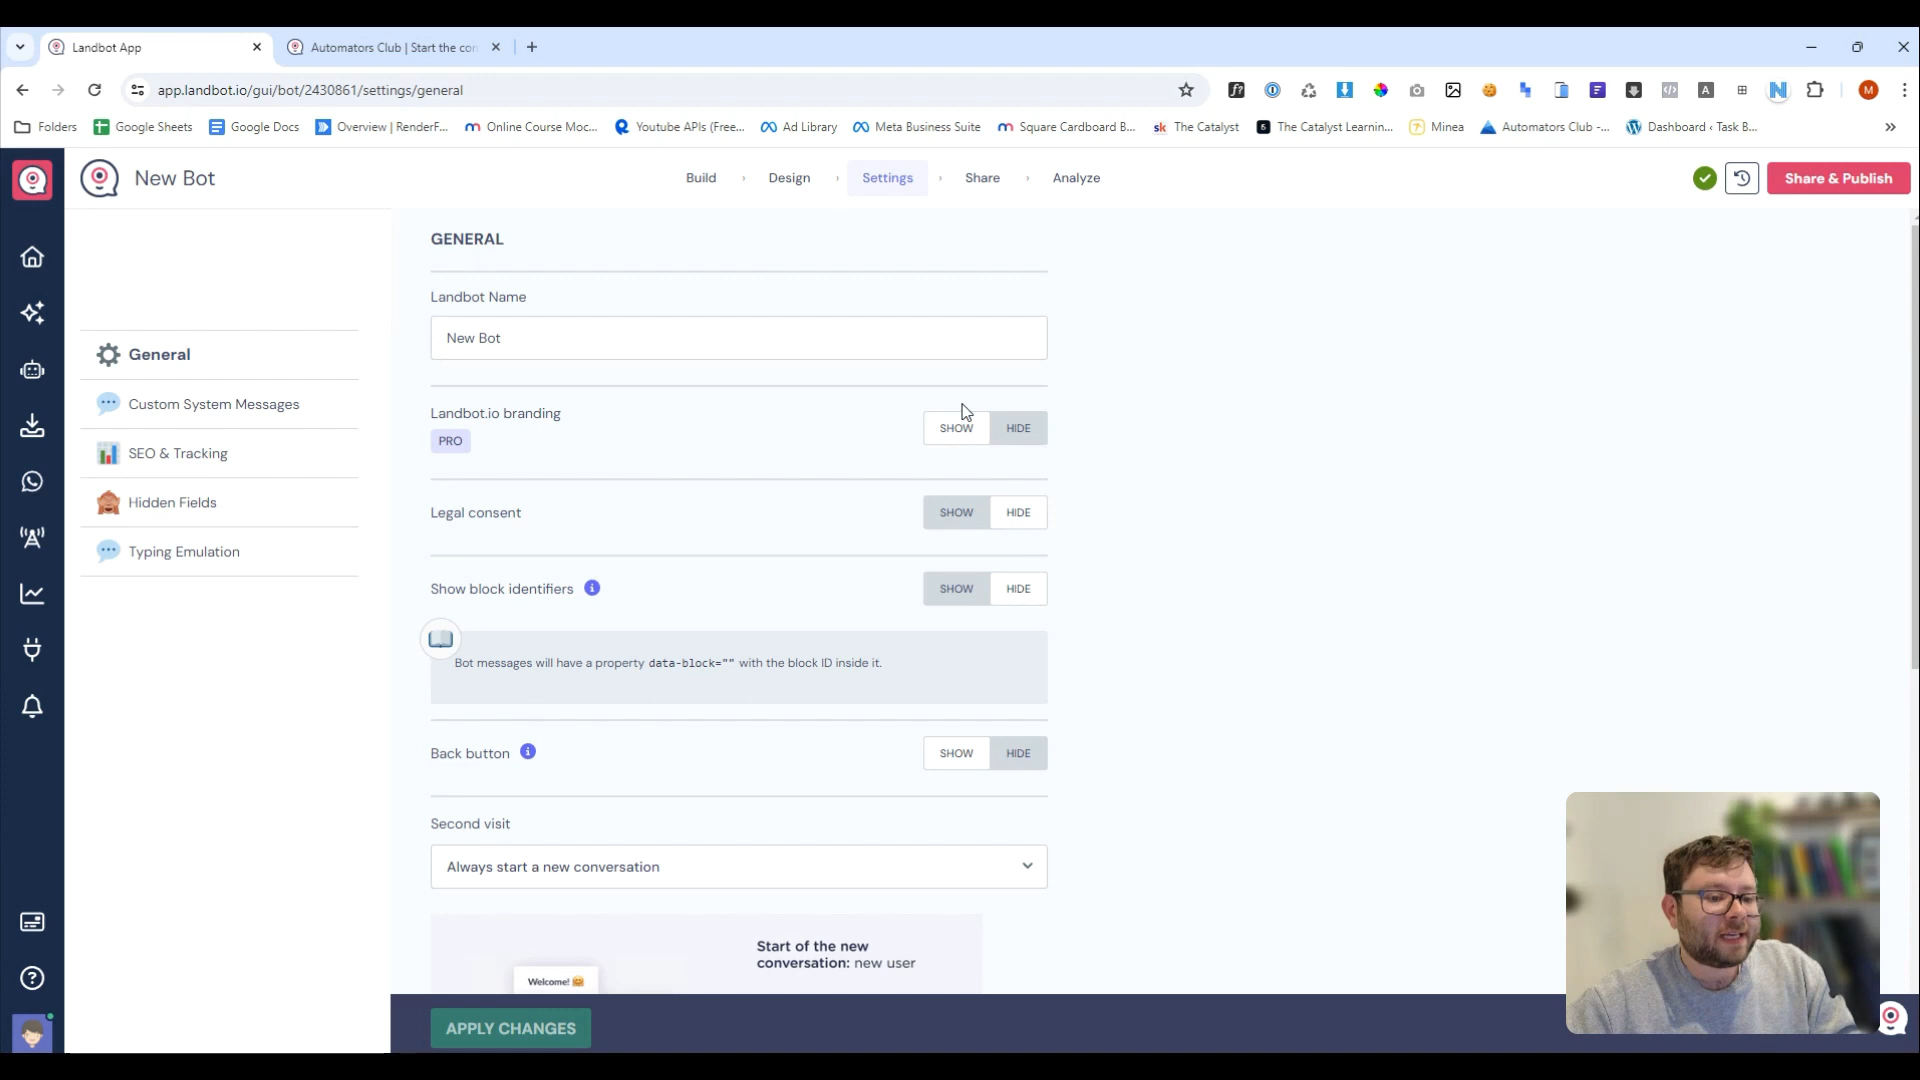 Landbot App
Automators Club | Start the con
app.landbot.io/gui/bot/2430861/settings/general
Folders
Google Sheets
Google Docs
Overview | RenderF...
Online Course Moc...
Youtube APIs (Free...
Ad Library
Meta Business Suite
Square Cardboard B...
The Catalyst
The Catalyst Learnin...
Minea
Automators Club -...
Dashboard ‹ Task B...
New Bot
Build
Design
Settings
Share
Analyze
Share & Publish
General
Custom System Messages
SEO & Tracking
Hidden Fields
Typing Emulation
GENERAL
Landbot Name
New Bot
Landbot.io branding
PRO
SHOW
HIDE
Legal consent
SHOW
HIDE
Show block identifiers
SHOW
HIDE
Bot messages will have a property data-block="" with the block ID inside it.
Back button
SHOW
HIDE
Second visit
Always start a new conversation
Welcome! 🤗
Start of the new
conversation: new user
APPLY CHANGES